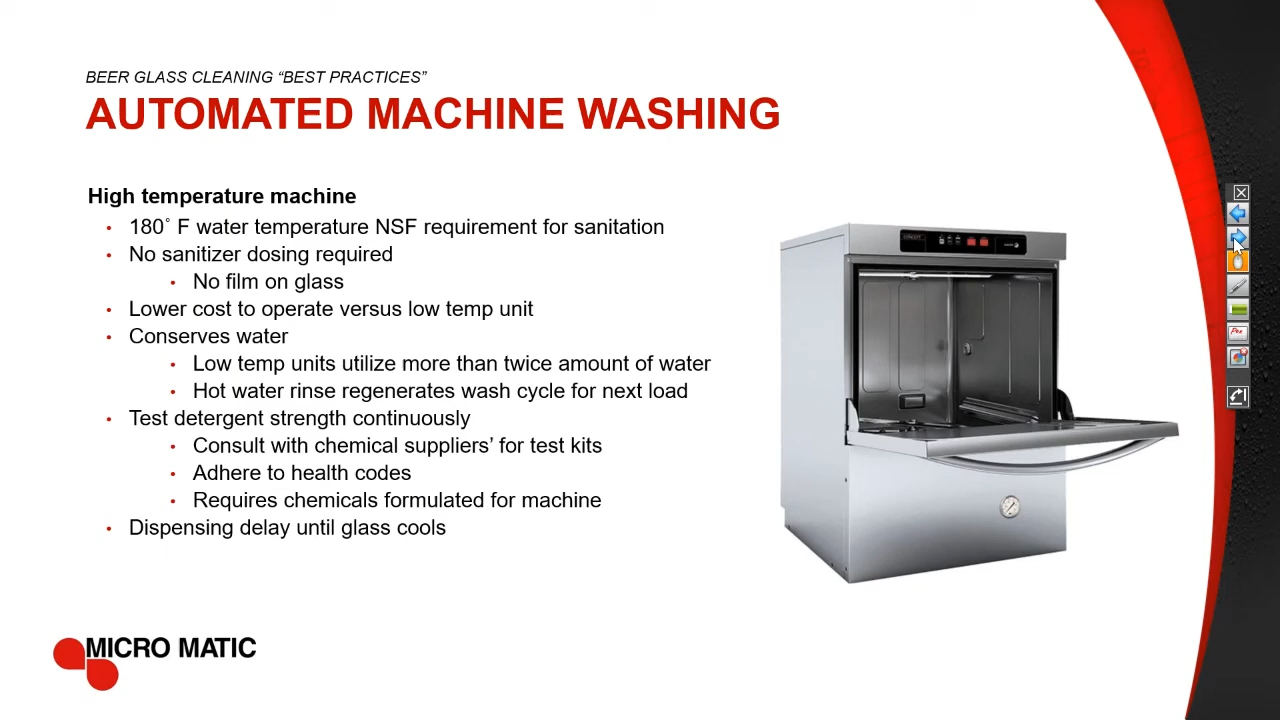 BEER GLASS CLEANING “BEST PRACTICES”
AUTOMATED MACHINE WASHING
High temperature machine
• 180˚ F water temperature NSF requirement for sanitation
• No sanitizer dosing required
• No film on glass
• Lower cost to operate versus low temp unit
• Conserves water
• Low temp units utilize more than twice amount of water
• Hot water rinse regenerates wash cycle for next load
• Test detergent strength continuously
• Consult with chemical suppliers’ for test kits
• Adhere to health codes
• Requires chemicals formulated for machine
• Dispensing delay until glass cools
MICRO MATIC